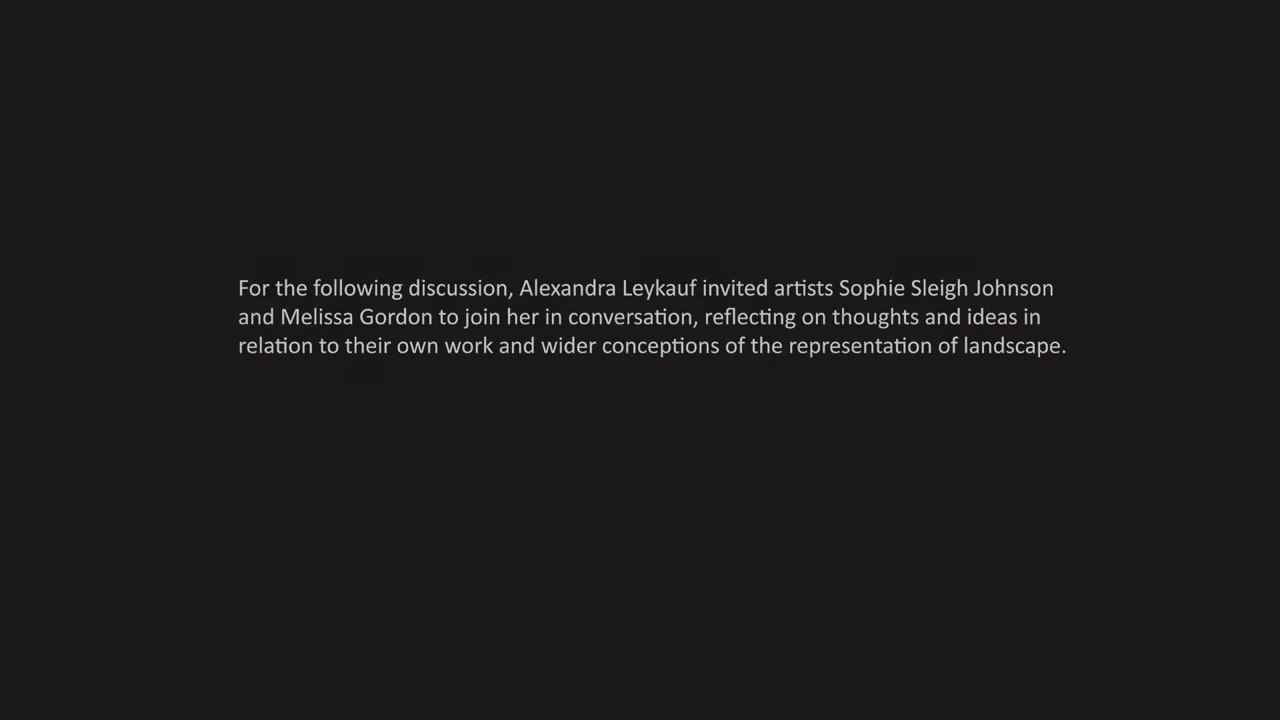 For the following discussion, Alexandra Leykauf invited artists Sophie Sleigh Johnson
and Melissa Gordon to join her in conversation, reflecting on thoughts and ideas in
relation to their own work and wider conceptions of the representation of landscape.